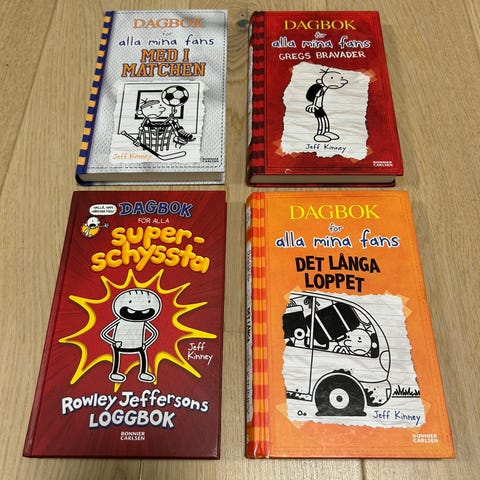 DAGBOK
för
alla mina fans
MED I
MATCHEN
Jeff Kinney
BONNIER
CARLSEN
DAGBOK
för
alla mina fans
GREGS BRAVADER
Jeff Kinney
BONNIER
CARLSEN
DAGBOK
FÖR ALLA
super-
schyssta
Jeff
Kinney
Rowley Jeffersons
LOGGBOK
BONNIER
CARLSEN
DAGBOK
för
alla mina fans
DET LÅNGA
LOPPET
Jeff Kinney
BONNIER
CARLSEN